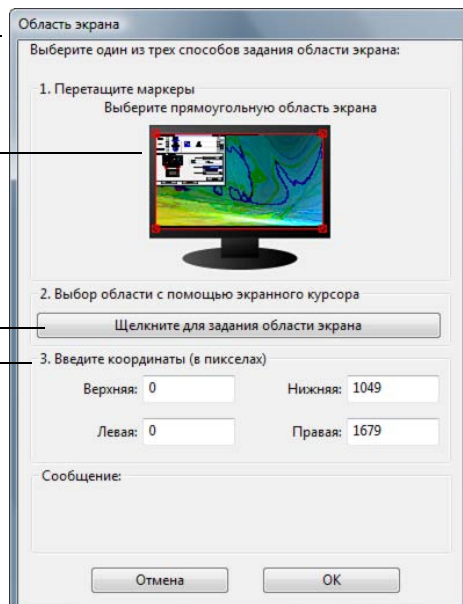 Область экрана
Выберите один из трех способов задания области экрана:
1. Перетащите маркеры
Выберите прямоугольную область экрана
2. Выбор области с помощью экранного курсора
Щелкните для задания области экрана
3. Введите координаты (в пикселах)
Верхняя: 0 Нижняя: 1049
Левая: 0 Правая: 1679
Сообщение:
Отмена OK